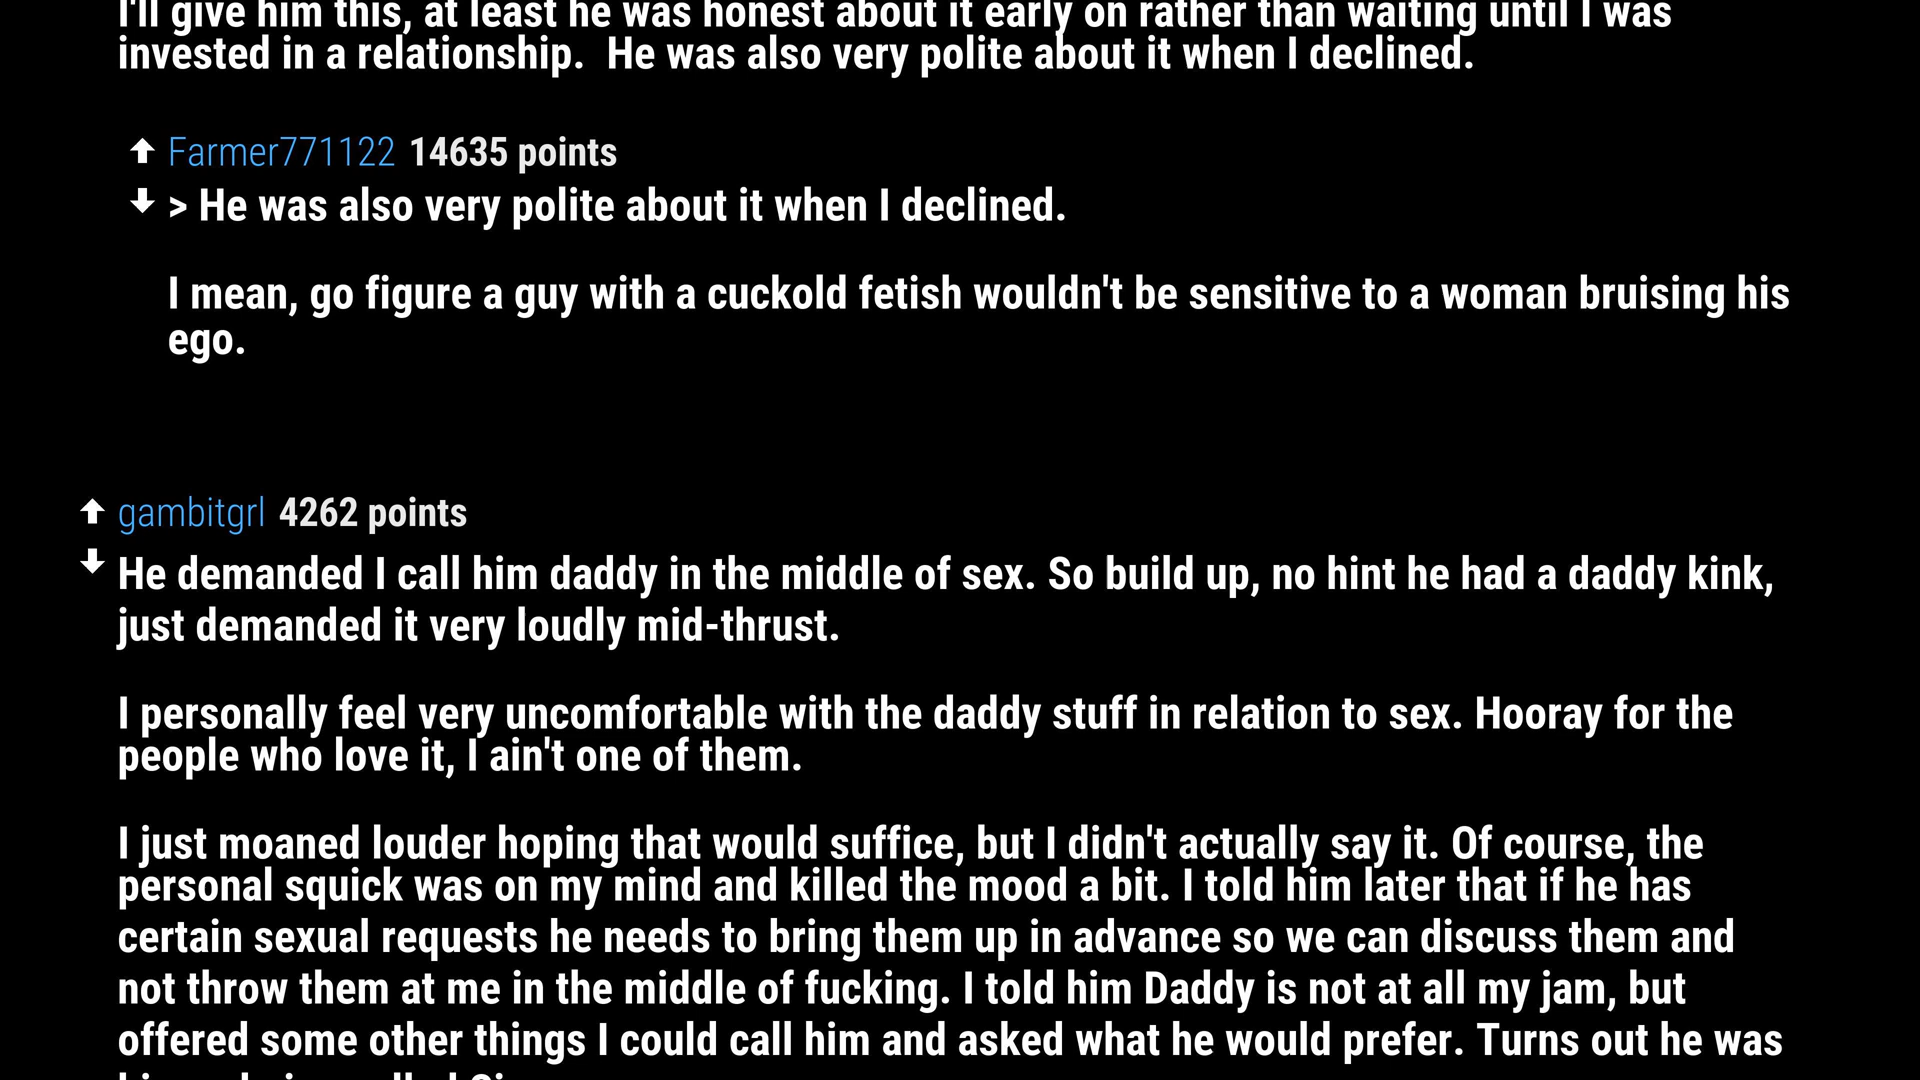 I'll give him this, at least he was honest about it early on rather than waiting until I was
invested in a relationship.  He was also very polite about it when I declined.
Farmer771122 14635 points
> He was also very polite about it when I declined.
I mean, go figure a guy with a cuckold fetish wouldn't be sensitive to a woman bruising his
ego.
gambitgrl 4262 points
He demanded I call him daddy in the middle of sex. So build up, no hint he had a daddy kink,
just demanded it very loudly mid-thrust.
I personally feel very uncomfortable with the daddy stuff in relation to sex. Hooray for the
people who love it, I ain't one of them.
I just moaned louder hoping that would suffice, but I didn't actually say it. Of course, the
personal squick was on my mind and killed the mood a bit. I told him later that if he has
certain sexual requests he needs to bring them up in advance so we can discuss them and
not throw them at me in the middle of fucking. I told him Daddy is not at all my jam, but
offered some other things I could call him and asked what he would prefer. Turns out he was